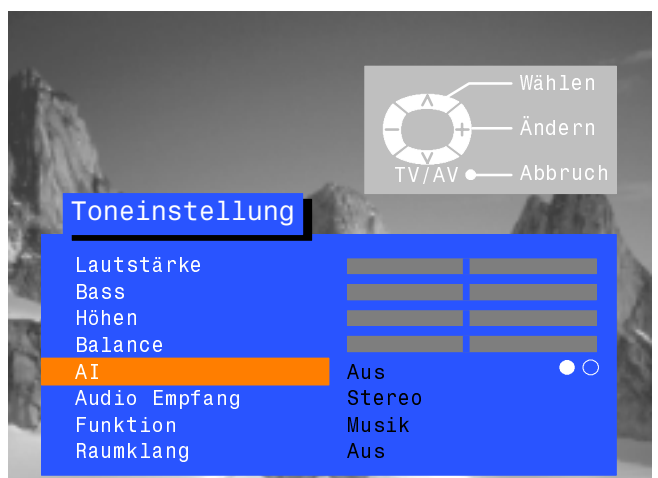 Wählen
Ändern
TV/AV Abbruch
Toneinstellung
Lautstärke
Bass
Höhen
Balance
AI Aus
Audio Empfang Stereo
Funktion Musik
Raumklang Aus